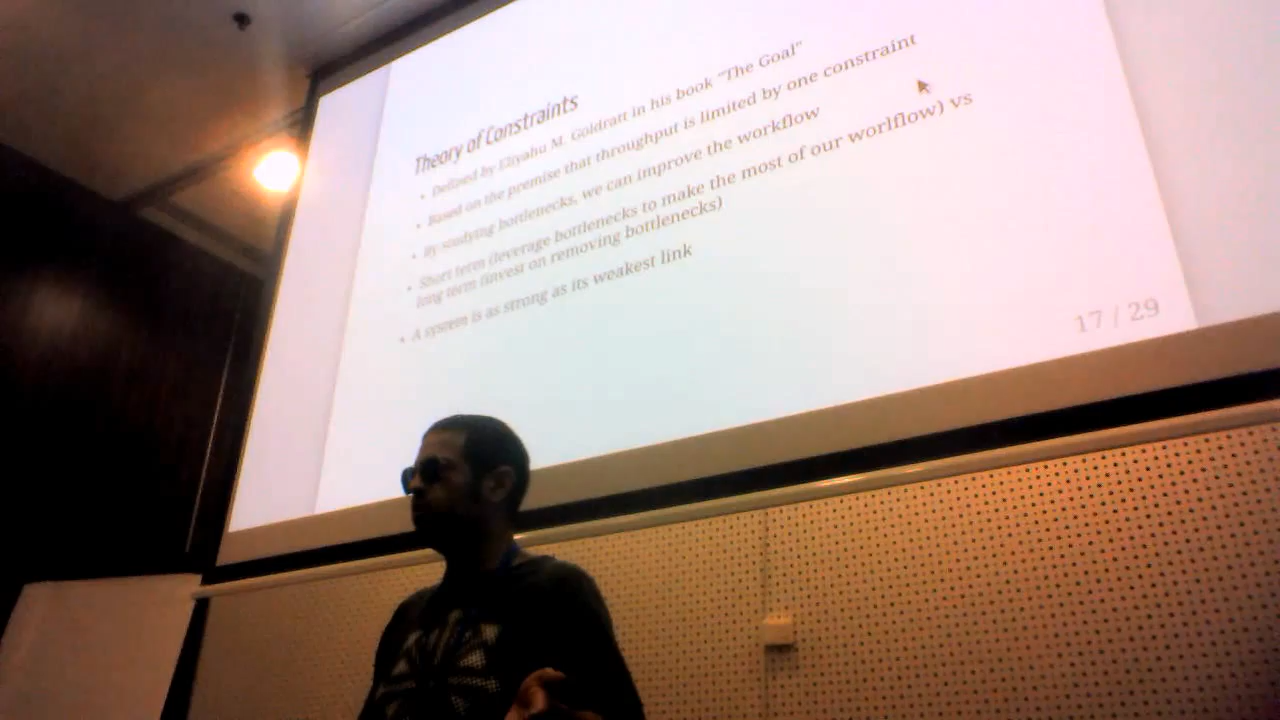 Theory of Constraints
• Defined by Eliyahu M. Goldratt in his book "The Goal"
• Based on the premise that throughput is limited by one constraint
• By studying bottlenecks, we can improve the workflow
• Short term (leverage bottlenecks to make the most of our worlflow) vs
long term (invest on removing bottlenecks)
• A system is as strong as its weakest link
17 / 29